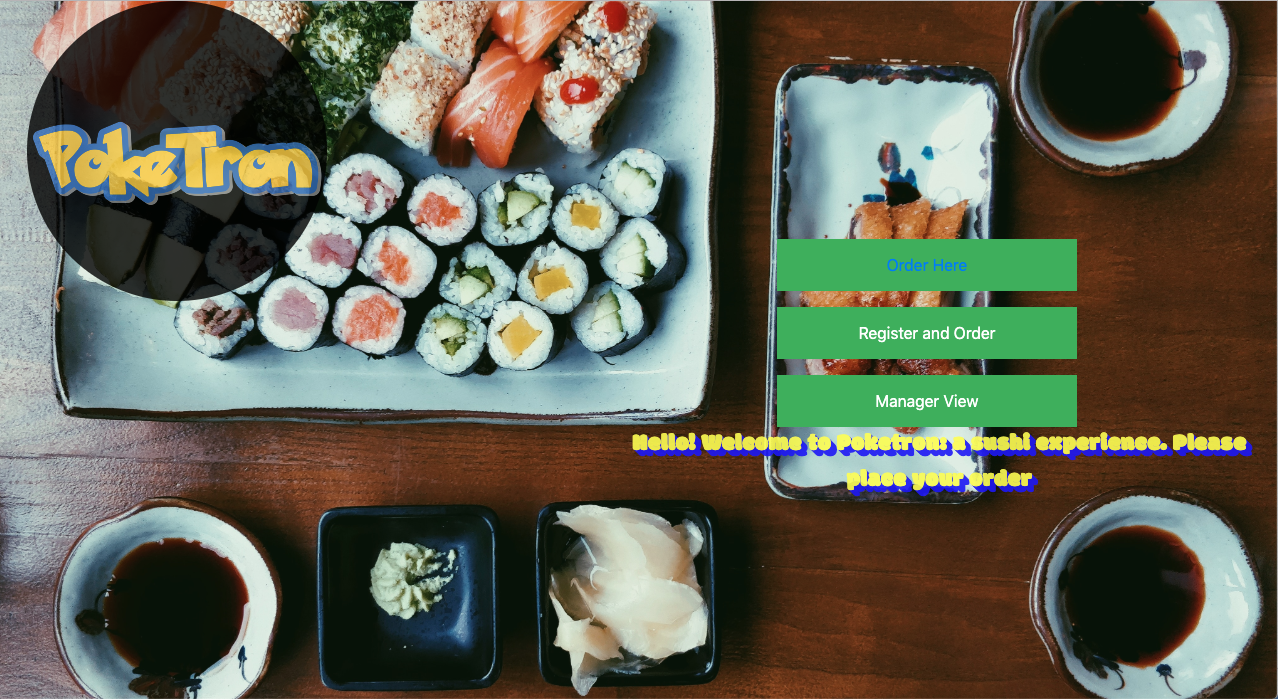 PokeTron
Order Here
Register and Order
Manager View
Hello! Welcome to Poketron: a sushi experience. Please
place your order